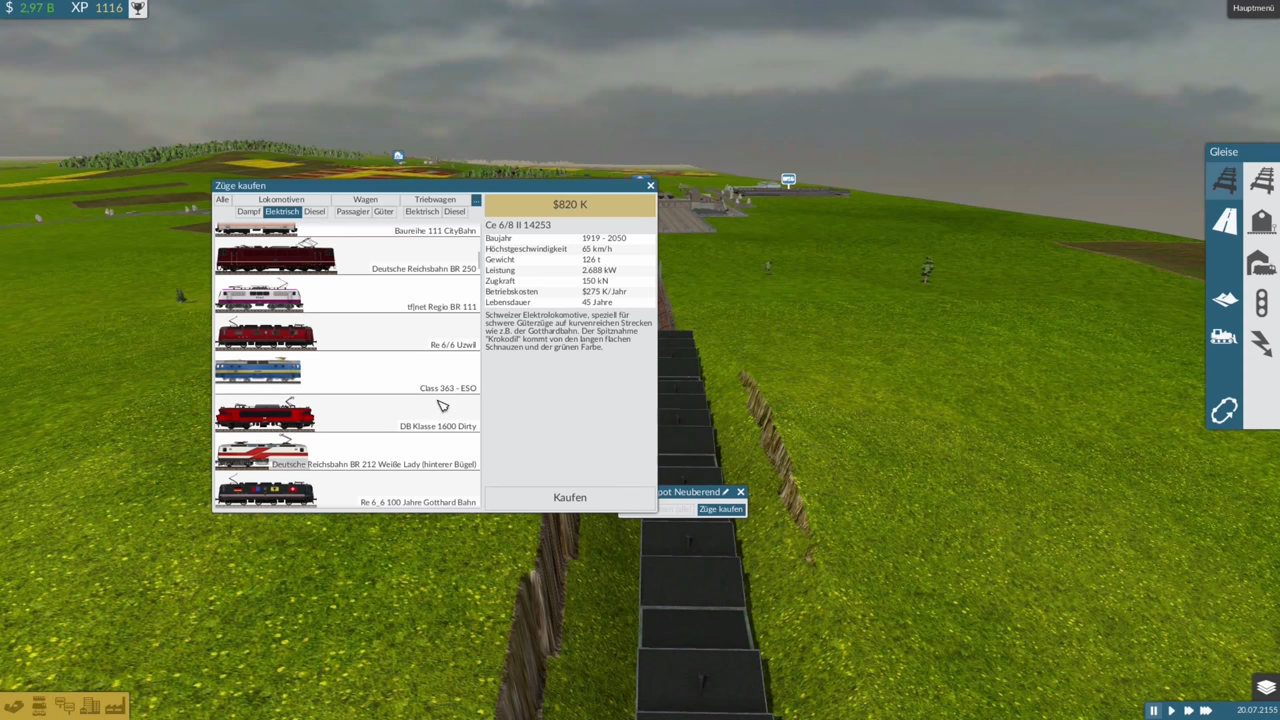 $ 2,97 B XP 1116
Hauptmenü
Gleise
Züge kaufen
Alle Lokomotiven Wagen Triebwagen ...
Dampf Elektrisch Diesel Passagier Güter Elektrisch Diesel
Baureihe 111 CityBahn
Deutsche Reichsbahn BR 250
tf|net Regio BR 111
Re 6/6 Uzwil
Class 363 - ESO
DB Klasse 1600 Dirty
Deutsche Reichsbahn BR 212 Weiße Lady (hinterer Bügel)
Re 6_6 100 Jahre Gotthard Bahn
$820 K
Ce 6/8 II 14253
Baujahr 1919 - 2050
Höchstgeschwindigkeit 65 km/h
Gewicht 126 t
Leistung 2.688 kW
Zugkraft 150 kN
Betriebskosten $275 K/Jahr
Lebensdauer 45 Jahre
Schweizer Elektrolokomotive, speziell für
schwere Güterzüge auf kurvenreichen Strecken
wie z.B. der Gotthardbahn. Der Spitzname
"Krokodil" kommt von den langen flachen
Schnauzen und der grünen Farbe.
Kaufen
pot Neuberend
Züge kaufen
20.07.2155